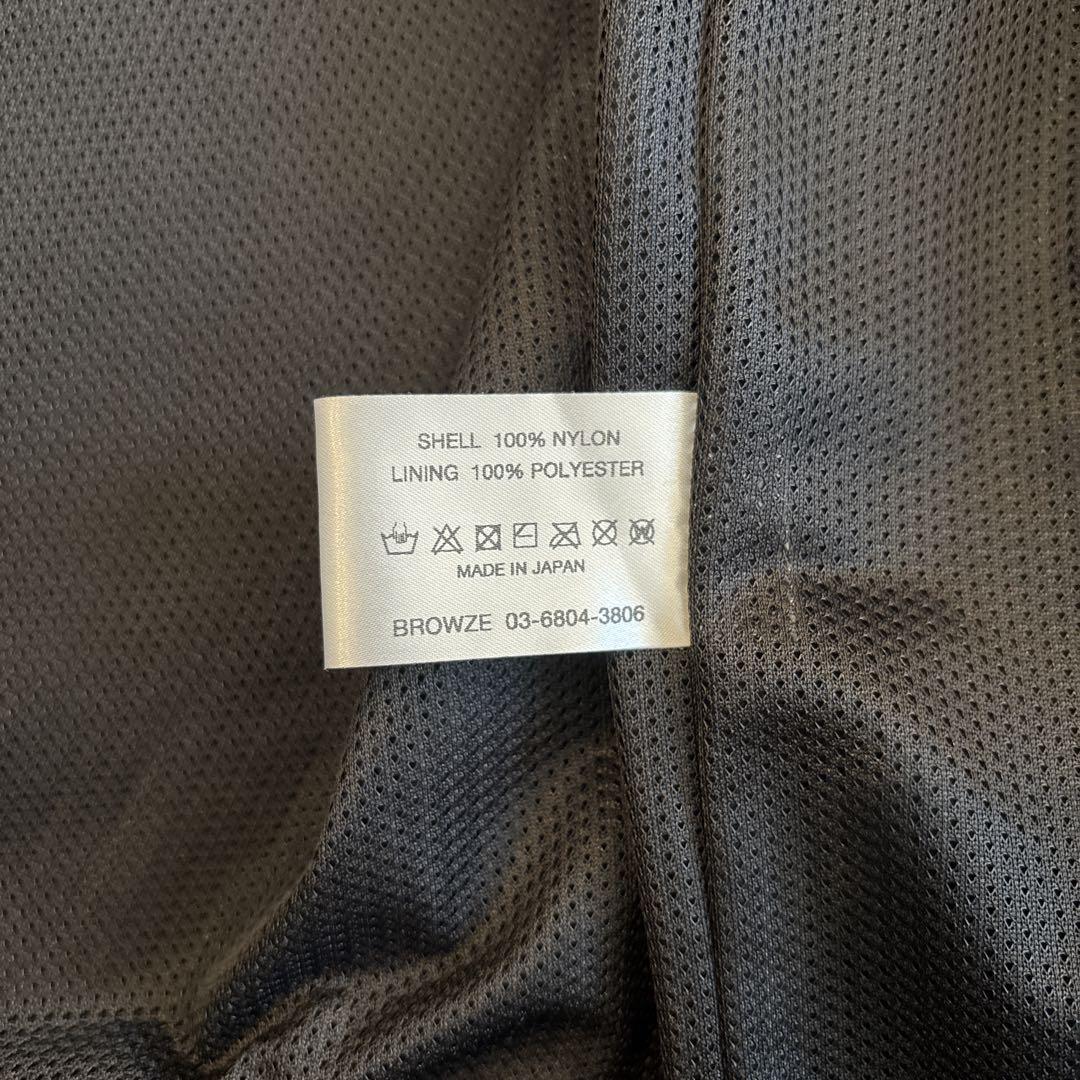 SHELL 100% NYLON
LINING 100% POLYESTER
W
MADE IN JAPAN
BROWZE 03-6804-3806